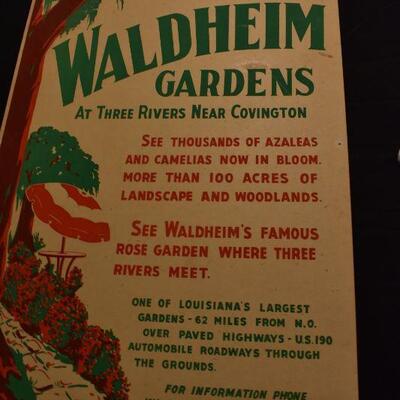 WALDHEIM
GARDENS
AT THREE RIVERS NEAR COVINGTON
SEE THOUSANDS OF AZALEAS
AND CAMELIAS NOW IN BLOOM.
MORE THAN 100 ACRES OF
LANDSCAPE AND WOODLANDS.
SEE WALDHEIM'S FAMOUS
ROSE GARDEN WHERE THREE
RIVERS MEET.
ONE OF LOUISIANA'S LARGEST
GARDENS - 62 MILES FROM N.O.
OVER PAVED HIGHWAYS - U.S. 190
AUTOMOBILE ROADWAYS THROUGH
THE GROUNDS.
FOR INFORMATION PHONE